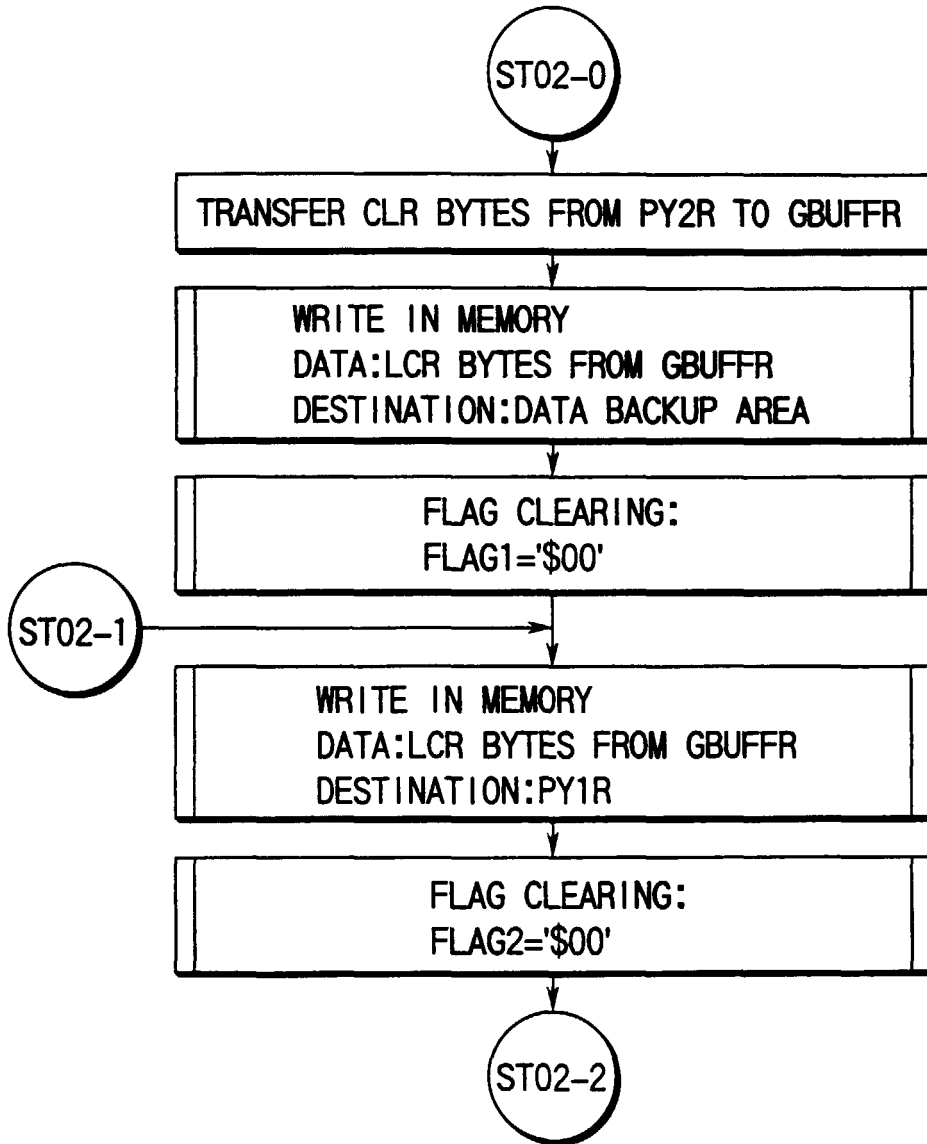 ST02-0
TRANSFER CLR BYTES FROM PY2R TO GBUFFR
WRITE IN MEMORY
DATA:LCR BYTES FROM GBUFFR
DESTINATION:DATA BACKUP AREA
FLAG CLEARING:
FLAG1='$00'
ST02-1
WRITE IN MEMORY
DATA:LCR BYTES FROM GBUFFR
DESTINATION:PY1R
FLAG CLEARING:
FLAG2='$00'
ST02-2